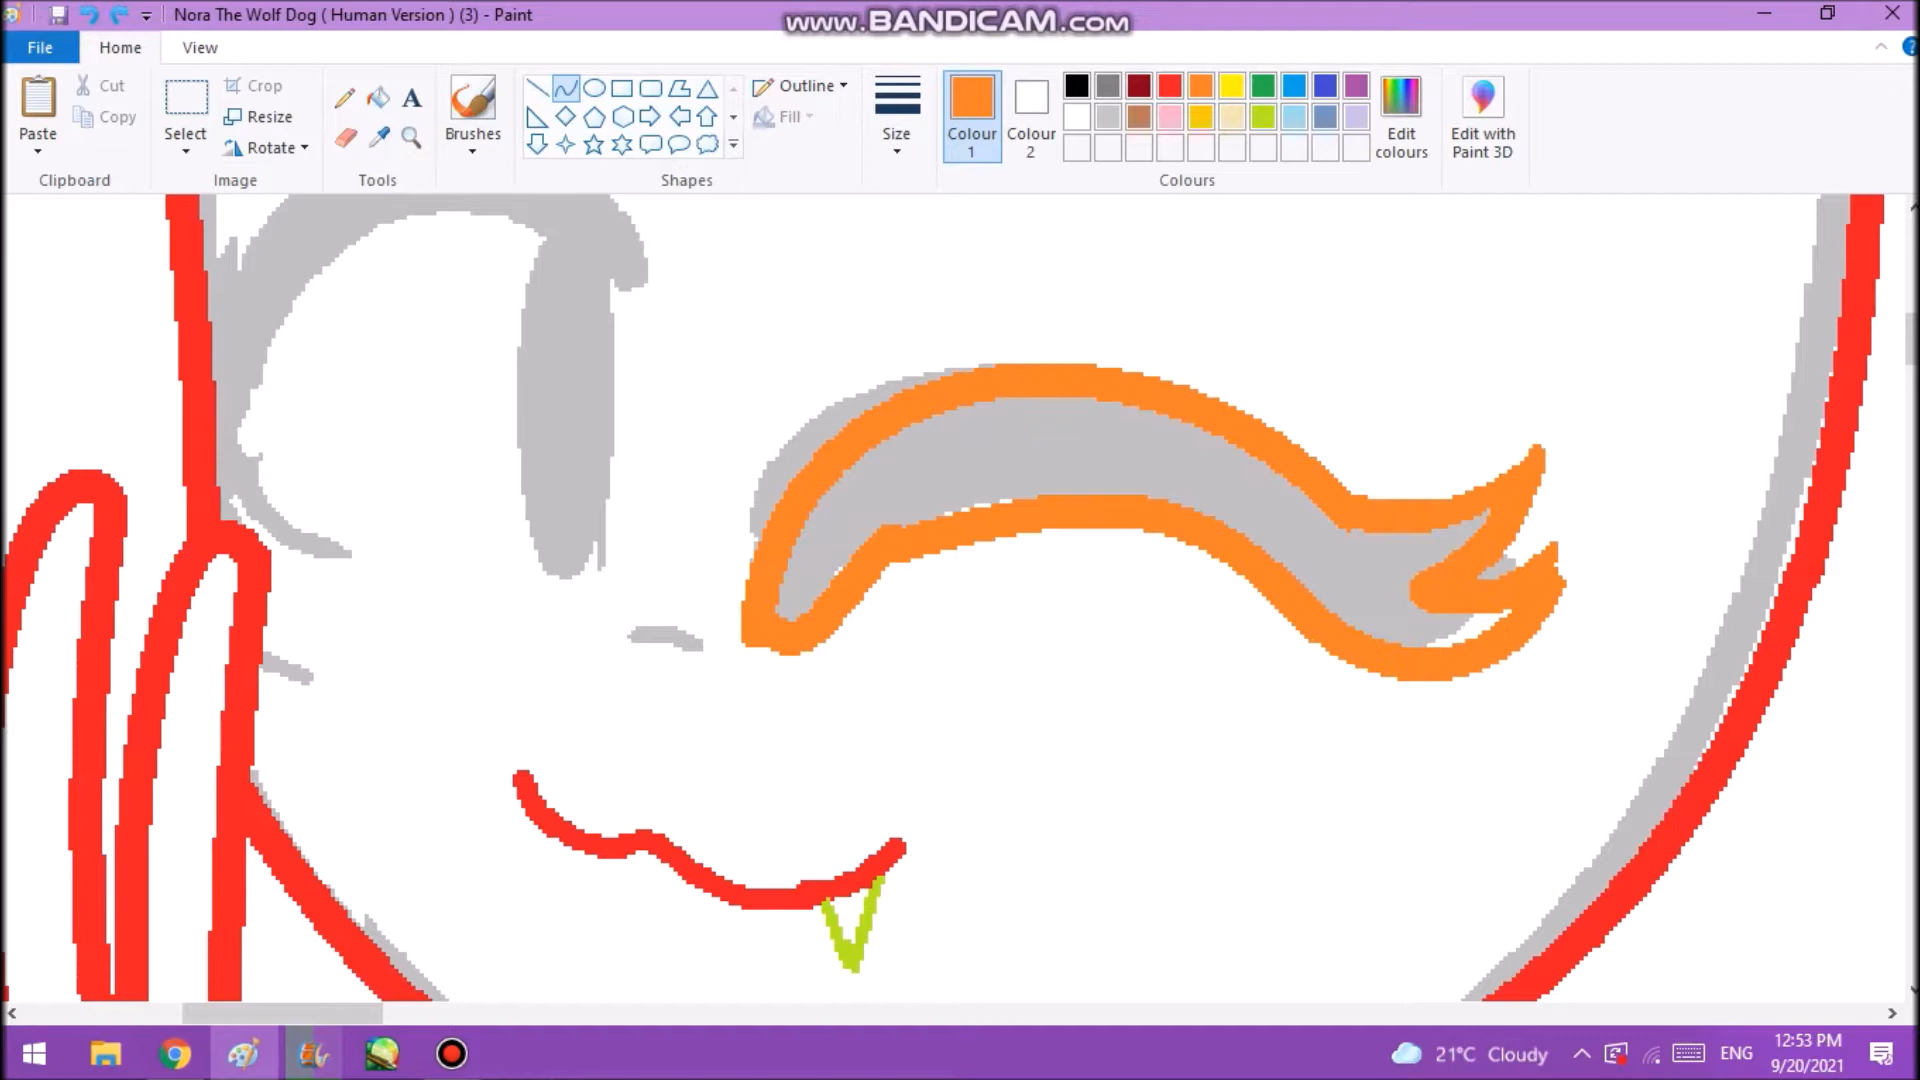 Nora The Wolf Dog ( Human Version ) (3) - Paint
www.BANDICAM.com
File Home View
Paste
Cut
Copy
Clipboard
Select
Crop
Resize
Rotate
Image
A
Tools
Brushes
Shapes
Outline
Fill
Size
Colour 1
Colour 2
Edit colours
Colours
Edit with Paint 3D
21°C Cloudy
ENG
12:53 PM
9/20/2021